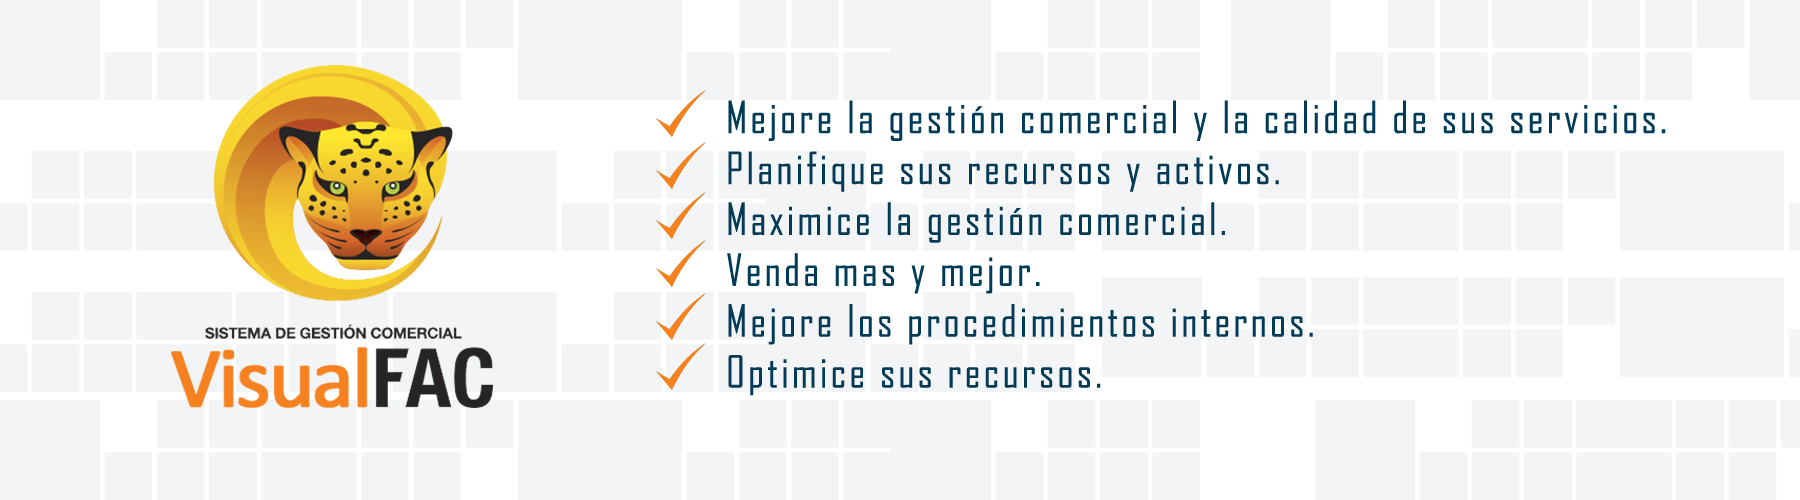 SISTEMA DE GESTIÓN COMERCIAL
VisualFAC
Mejore la gestión comercial y la calidad de sus servicios.
Planifique sus recursos y activos.
Maximice la gestión comercial.
Venda mas y mejor.
Mejore los procedimientos internos.
Optimice sus recursos.